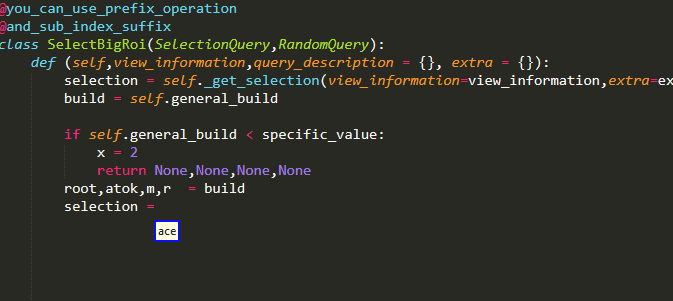 @you_can_use_prefix_operation
@and_sub_index_suffix
class SelectBigRoi(SelectionQuery,RandomQuery):
def (self,view_information,query_description = {}, extra = {}):
selection = self._get_selection(view_information=view_information,extra=ex
build = self.general_build
if self.general_build < specific_value:
x = 2
return None,None,None,None
root,atok,m,r = build
selection =
ace